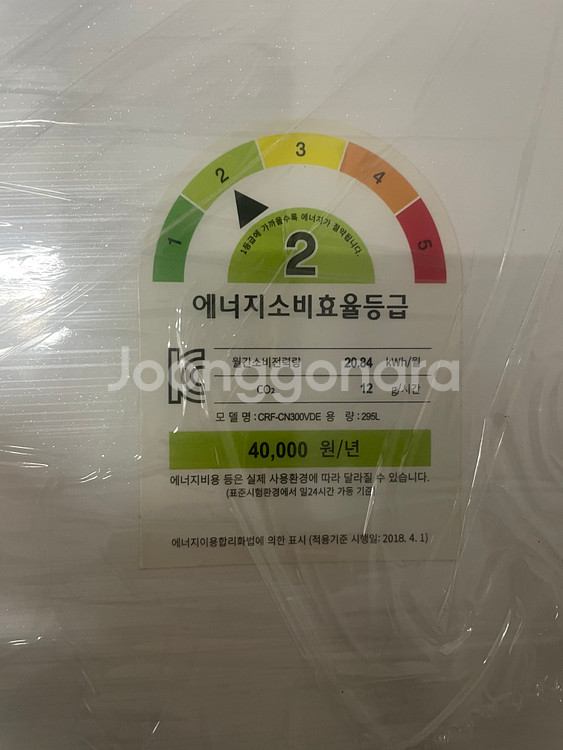 1 2 3 4 5
1등급에 가까울수록 에너지가 절약됩니다.
2
에너지소비효율등급
월간소비전력량 20.84 kWh/월
CO₂ 12 g/시간
모 델 명 : CRF-CN300VDE 용 량 : 295L
40,000 원/년
에너지비용 등은 실제 사용환경에 따라 달라질 수 있습니다.
(표준시험환경에서 일24시간 가동 기준)
에너지이용합리화법에 의한 표시 (적용기준 시행일: 2018. 4. 1)
Joonggonara